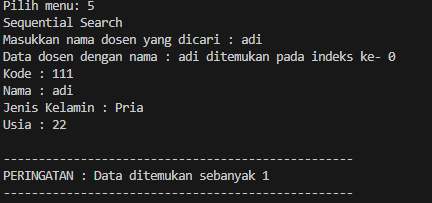 Pilih menu: 5
Sequential Search
Masukkan nama dosen yang dicari : adi
Data dosen dengan nama : adi ditemukan pada indeks ke- 0
Kode : 111
Nama : adi
Jenis Kelamin : Pria
Usia : 22
--------------------------------------------------
PERINGATAN : Data ditemukan sebanyak 1
--------------------------------------------------